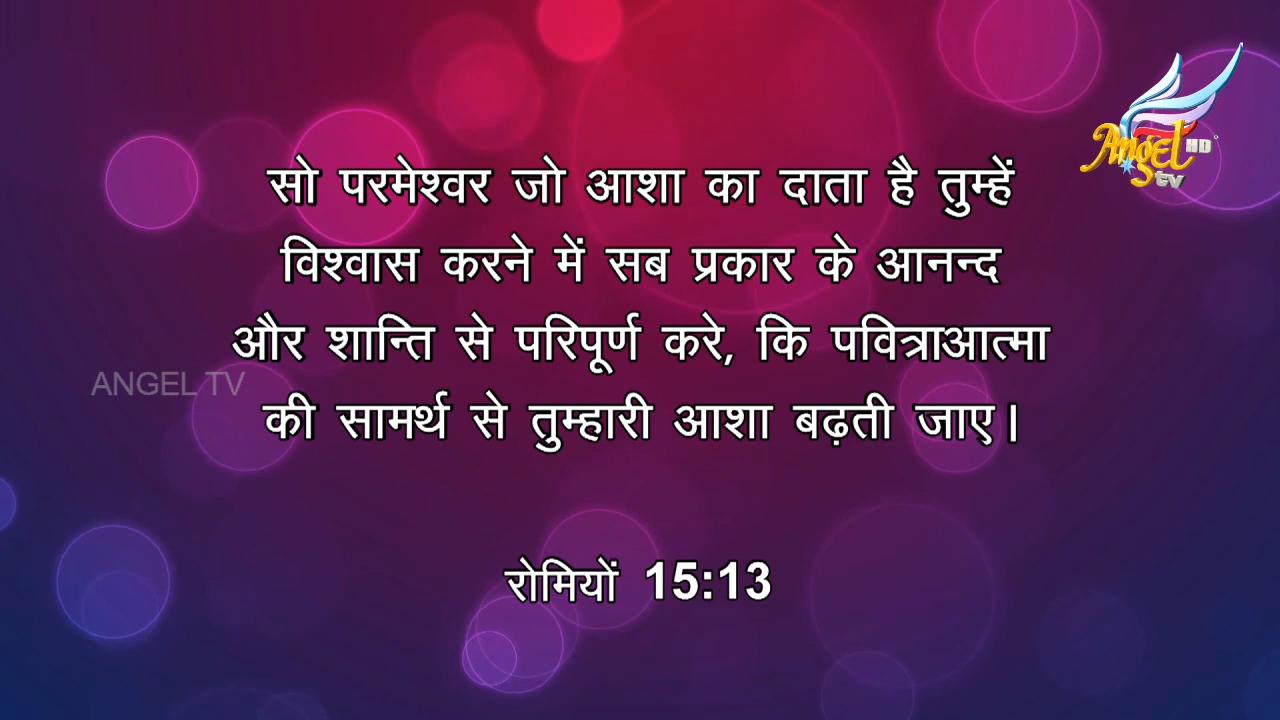 Angel HD
tv
सो परमेश्वर जो आशा का दाता है तुम्हें
विश्वास करने में सब प्रकार के आनन्द
और शान्ति से परिपूर्ण करे, कि पवित्राआत्मा
ANGEL TV
की सामर्थ से तुम्हारी आशा बढ़ती जाए।
रोमियों 15:13